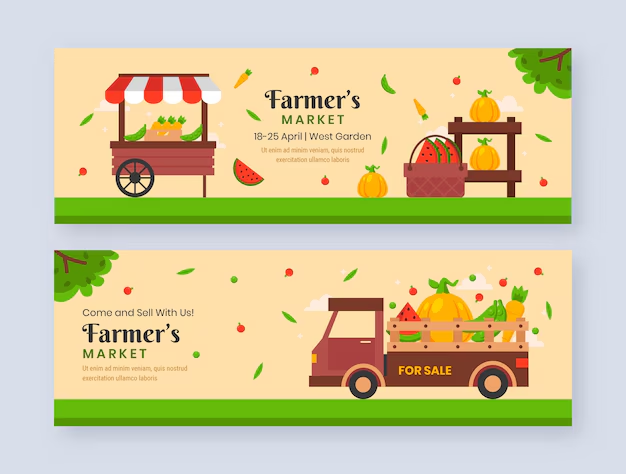 Farmer's
MARKET
18-25 April | West Garden
Ut enim ad minim veniam, quis
exercitation ullamco laboris.
Come and Sell With Us!
Farmer's
MARKET
Ut enim ad minim veniam, quis nostrud
exercitation ullamco laboris
FOR SALE